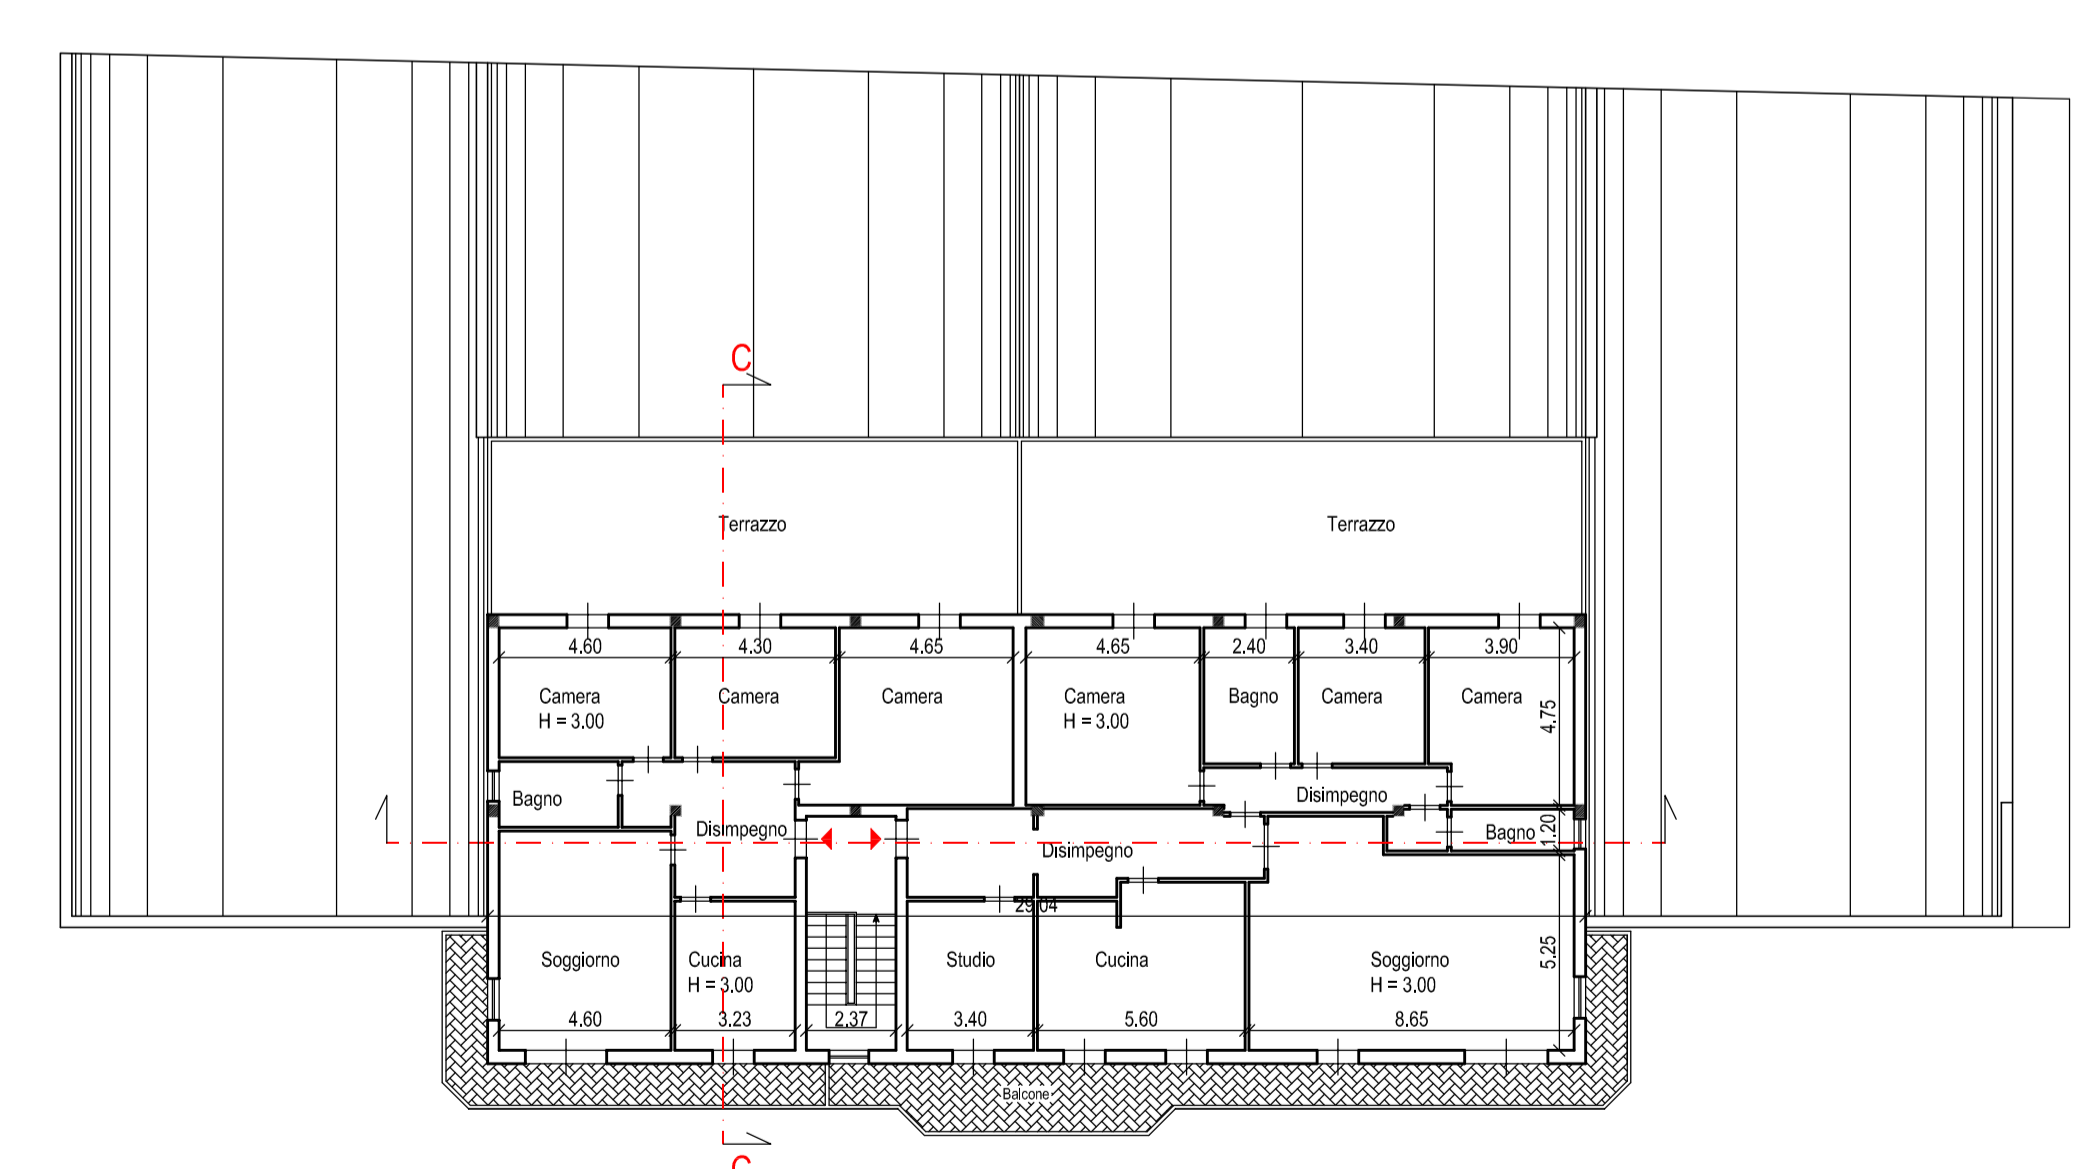 C
Terrazzo
Terrazzo
4.60
4.30
4.65
4.65
2.40
3.40
3.90
Camera
H = 3.00
Camera
Camera
Camera
H = 3.00
Bagno
Camera
Camera
4.75
Bagno
Disimpegno
Disimpegno
Disimpegno
Bagno
1.20
29.04
Soggiorno
Cucina
H = 3.00
Studio
Cucina
Soggiorno
H = 3.00
5.25
4.60
3.23
2.37
3.40
5.60
8.65
Balcone
C